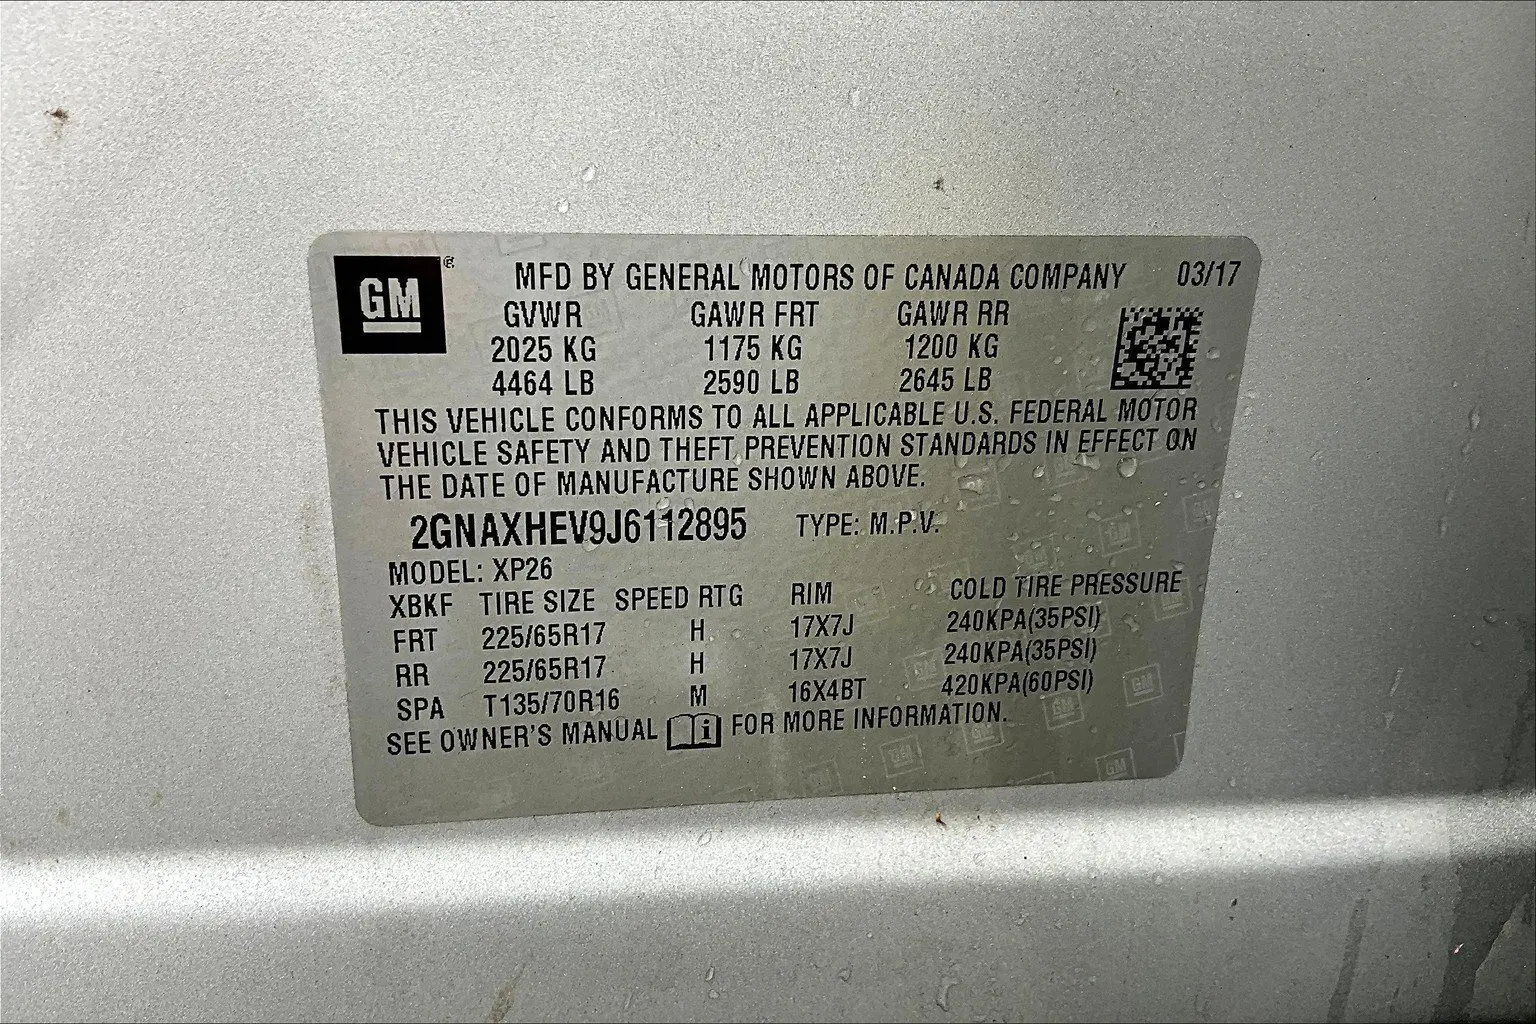 GM ® MFD BY GENERAL MOTORS OF CANADA COMPANY 03/17
GVWR GAWR FRT GAWR RR
2025 KG 1175 KG 1200 KG
4464 LB 2590 LB 2645 LB
THIS VEHICLE CONFORMS TO ALL APPLICABLE U.S. FEDERAL MOTOR
VEHICLE SAFETY AND THEFT PREVENTION STANDARDS IN EFFECT ON
THE DATE OF MANUFACTURE SHOWN ABOVE.
2GNAXHEV9J6112895 TYPE: M.P.V.
MODEL: XP26
XBKF TIRE SIZE SPEED RTG RIM COLD TIRE PRESSURE
FRT 225/65R17 H 17X7J 240KPA(35PSI)
RR 225/65R17 H 17X7J 240KPA(35PSI)
SPA T135/70R16 M 16X4BT 420KPA(60PSI)
SEE OWNER'S MANUAL i FOR MORE INFORMATION.